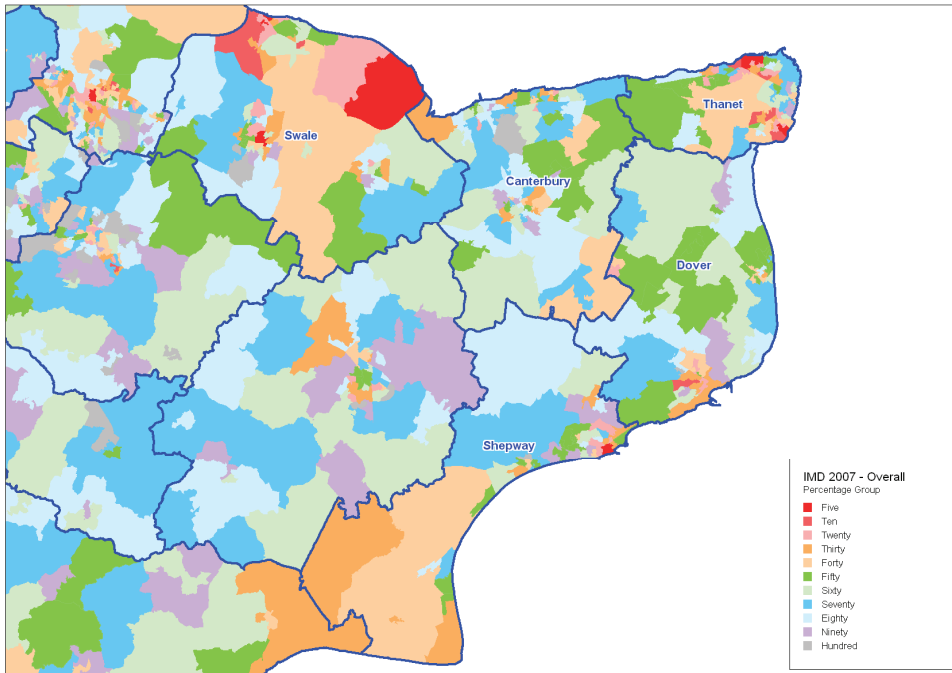 Thanet
Swale
Canterbury
Dover
Shepway
IMD 2007 - Overall
Percentage Group
Five
Ten
Twenty
Thirty
Forty
Fifty
Sixty
Seventy
Eighty
Ninety
Hundred